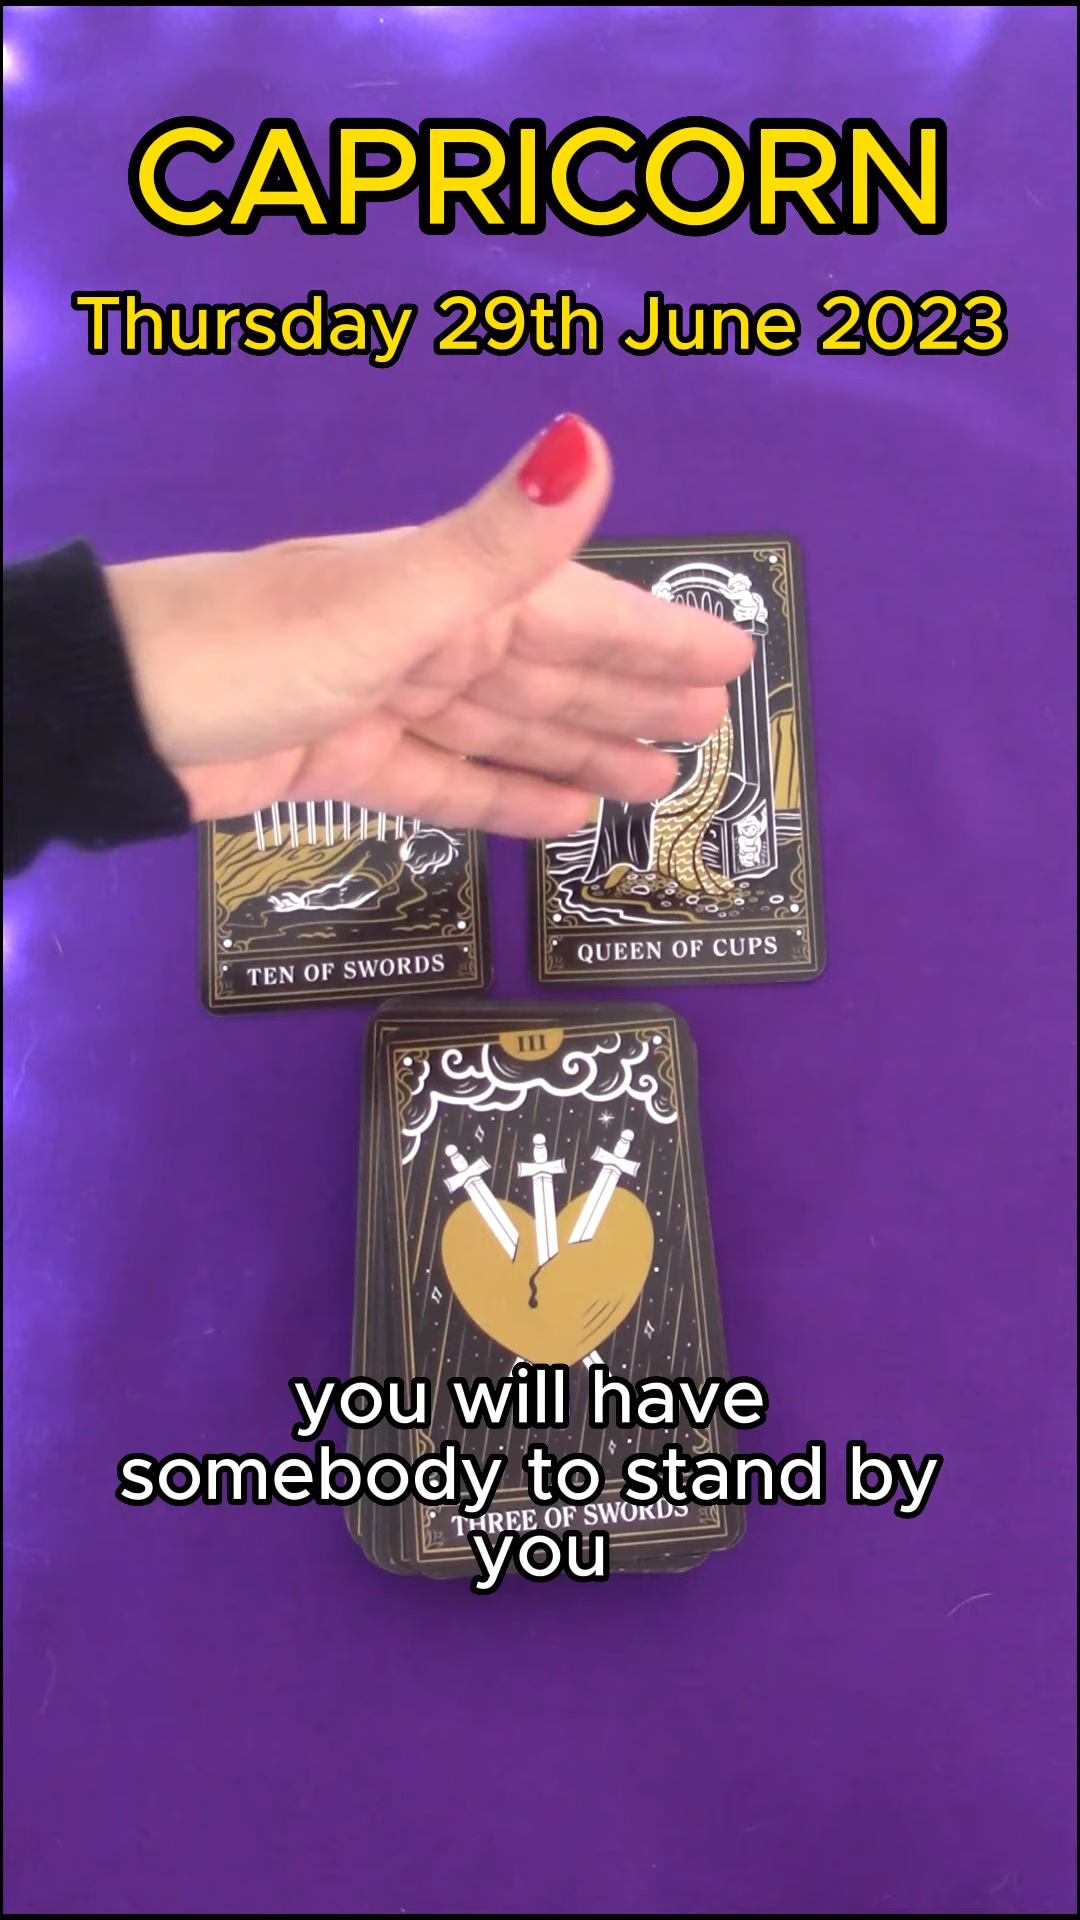 CAPRICORN
Thursday 29th June 2023
TEN OF SWORDS
QUEEN OF CUPS
III
you will have
somebody to stand by
THREE OF SWORDS
you